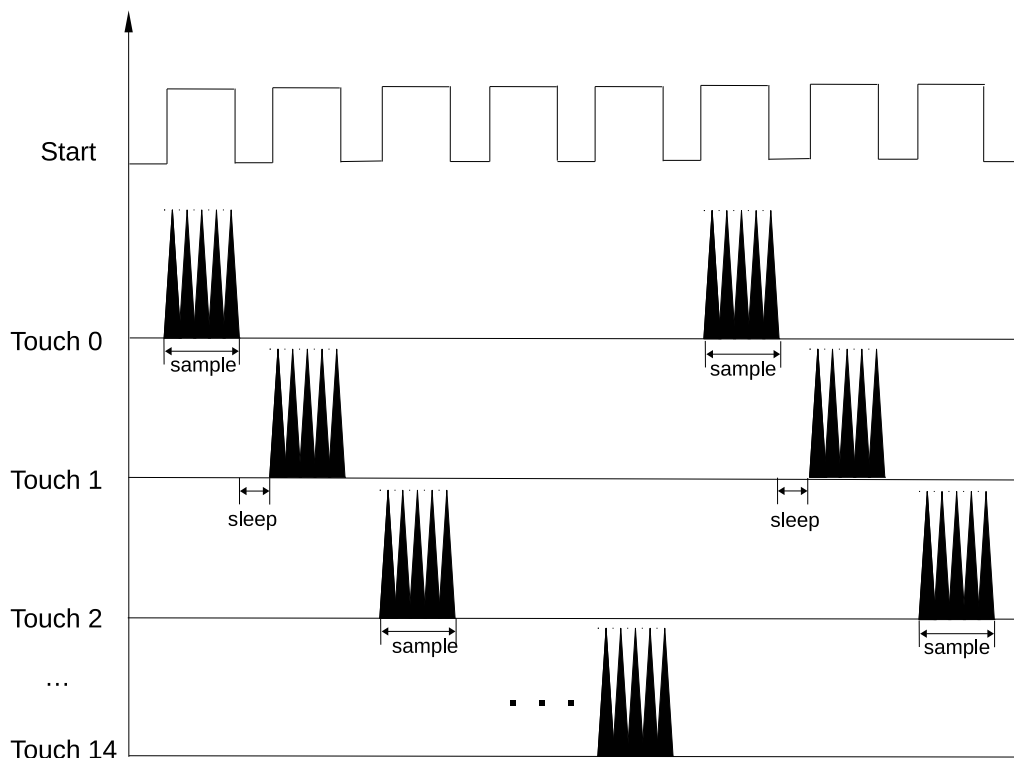 Start
Touch 0
sample
sample
Touch 1
sleep
sleep
Touch 2
sample
sample
...
Touch 14